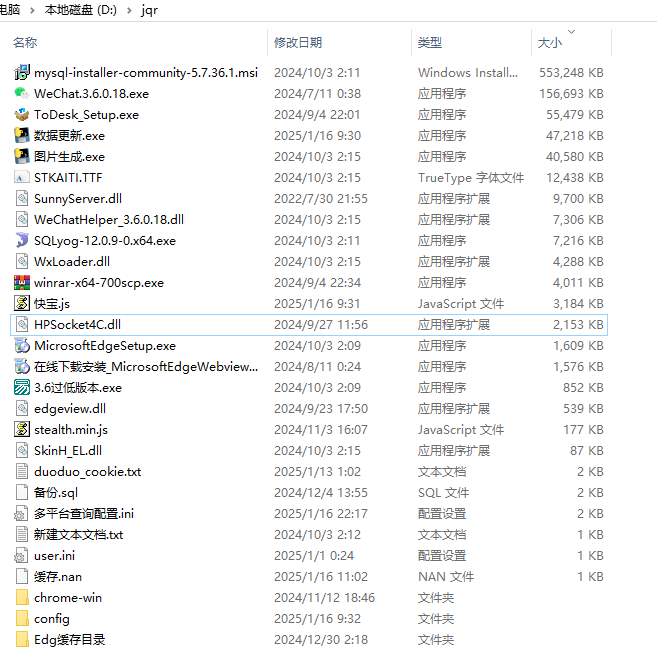 电脑 › 本地磁盘 (D:) › jqr
名称 修改日期 类型 大小
mysql-installer-community-5.7.36.1.msi 2024/10/3 2:11 Windows Install... 553,248 KB
WeChat.3.6.0.18.exe 2024/7/11 0:38 应用程序 156,693 KB
ToDesk_Setup.exe 2024/9/4 22:01 应用程序 55,479 KB
数据更新.exe 2025/1/16 9:30 应用程序 47,218 KB
图片生成.exe 2024/10/3 2:15 应用程序 40,580 KB
STKAITI.TTF 2024/10/3 2:15 TrueType 字体文件 12,438 KB
SunnyServer.dll 2022/7/30 21:55 应用程序扩展 9,700 KB
WeChatHelper_3.6.0.18.dll 2024/10/3 2:15 应用程序扩展 7,306 KB
SQLyog-12.0.9-0.x64.exe 2024/10/3 2:11 应用程序 7,216 KB
WxLoader.dll 2024/10/3 2:15 应用程序扩展 4,288 KB
winrar-x64-700scp.exe 2024/9/4 22:34 应用程序 4,011 KB
快宝.js 2025/1/16 9:31 JavaScript 文件 3,184 KB
HPSocket4C.dll 2024/9/27 11:56 应用程序扩展 2,153 KB
MicrosoftEdgeSetup.exe 2024/10/3 2:09 应用程序 1,609 KB
在线下载安装_MicrosoftEdgeWebview... 2024/8/11 0:24 应用程序 1,576 KB
3.6过低版本.exe 2024/10/3 2:09 应用程序 852 KB
edgeview.dll 2024/9/23 17:50 应用程序扩展 539 KB
stealth.min.js 2024/11/3 16:07 JavaScript 文件 177 KB
SkinH_EL.dll 2024/10/3 2:15 应用程序扩展 87 KB
duoduo_cookie.txt 2025/1/13 1:02 文本文档 2 KB
备份.sql 2024/12/4 13:55 SQL 文件 2 KB
多平台查询配置.ini 2025/1/16 22:17 配置设置 2 KB
新建文本文档.txt 2024/10/3 2:12 文本文档 1 KB
user.ini 2025/1/1 0:24 配置设置 1 KB
缓存.nan 2025/1/16 11:02 NAN 文件 1 KB
chrome-win 2024/11/12 18:46 文件夹
config 2025/1/16 9:32 文件夹
Edg缓存目录 2024/12/30 2:18 文件夹